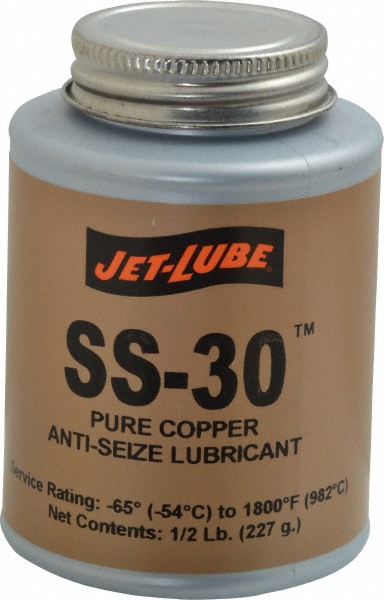 JET-LUBE
SS-30™
PURE COPPER
ANTI-SEIZE LUBRICANT
Service Rating: -65° (-54°C) to 1800°F (982°C)
Net Contents: 1/2 Lb. (227 g.)